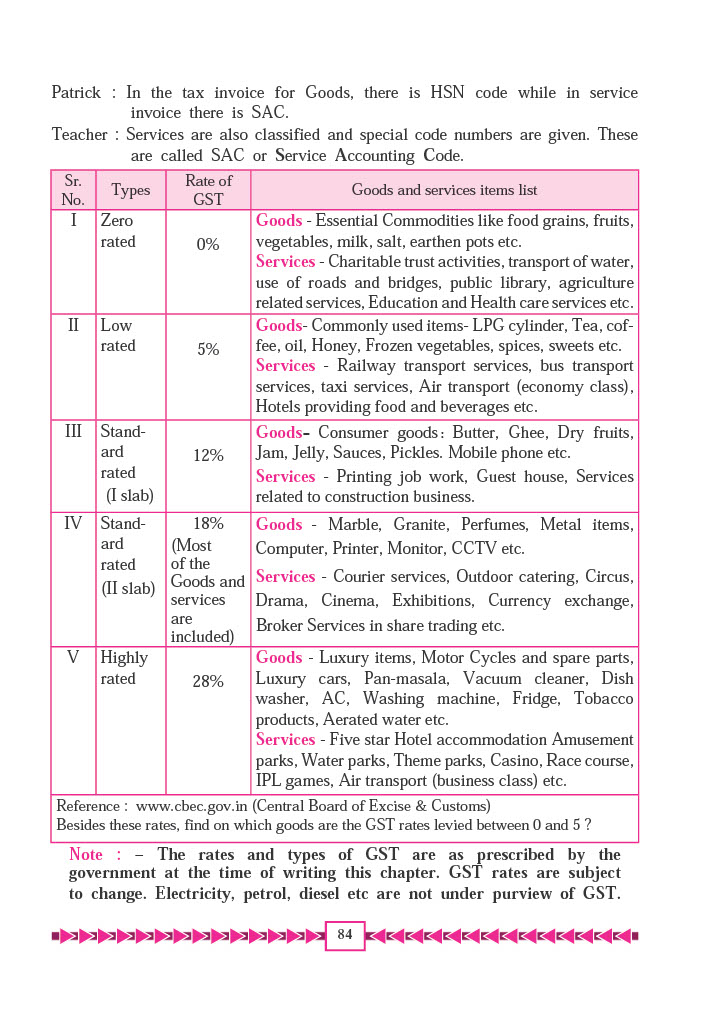 Patrick : In the tax invoice for Goods, there is HSN code while in service
invoice there is SAC.
Teacher : Services are also classified and special code numbers are given. These
are called SAC or Service Accounting Code.
Sr. No.
Types
Rate of GST
Goods and services items list
I
Zero
rated
0%
Goods - Essential Commodities like food grains, fruits,
vegetables, milk, salt, earthen pots etc.
Services - Charitable trust activities, transport of water,
use of roads and bridges, public library, agriculture
related services, Education and Health care services etc.
II
Low
rated
5%
Goods- Commonly used items- LPG cylinder, Tea, cof-
fee, oil, Honey, Frozen vegetables, spices, sweets etc.
Services - Railway transport services, bus transport
services, taxi services, Air transport (economy class),
Hotels providing food and beverages etc.
III
Stand-
ard
rated
(I slab)
12%
Goods– Consumer goods: Butter, Ghee, Dry fruits,
Jam, Jelly, Sauces, Pickles. Mobile phone etc.
Services - Printing job work, Guest house, Services
related to construction business.
IV
Stand-
ard
rated
(II slab)
18%
(Most
of the
Goods and
services
are
included)
Goods - Marble, Granite, Perfumes, Metal items,
Computer, Printer, Monitor, CCTV etc.
Services - Courier services, Outdoor catering, Circus,
Drama, Cinema, Exhibitions, Currency exchange,
Broker Services in share trading etc.
V
Highly
rated
28%
Goods - Luxury items, Motor Cycles and spare parts,
Luxury cars, Pan-masala, Vacuum cleaner, Dish
washer, AC, Washing machine, Fridge, Tobacco
products, Aerated water etc.
Services - Five star Hotel accommodation Amusement
parks, Water parks, Theme parks, Casino, Race course,
IPL games, Air transport (business class) etc.
Reference : www.cbec.gov.in (Central Board of Excise & Customs)
Besides these rates, find on which goods are the GST rates levied between 0 and 5 ?
Note : – The rates and types of GST are as prescribed by the
government at the time of writing this chapter. GST rates are subject
to change. Electricity, petrol, diesel etc are not under purview of GST.
84